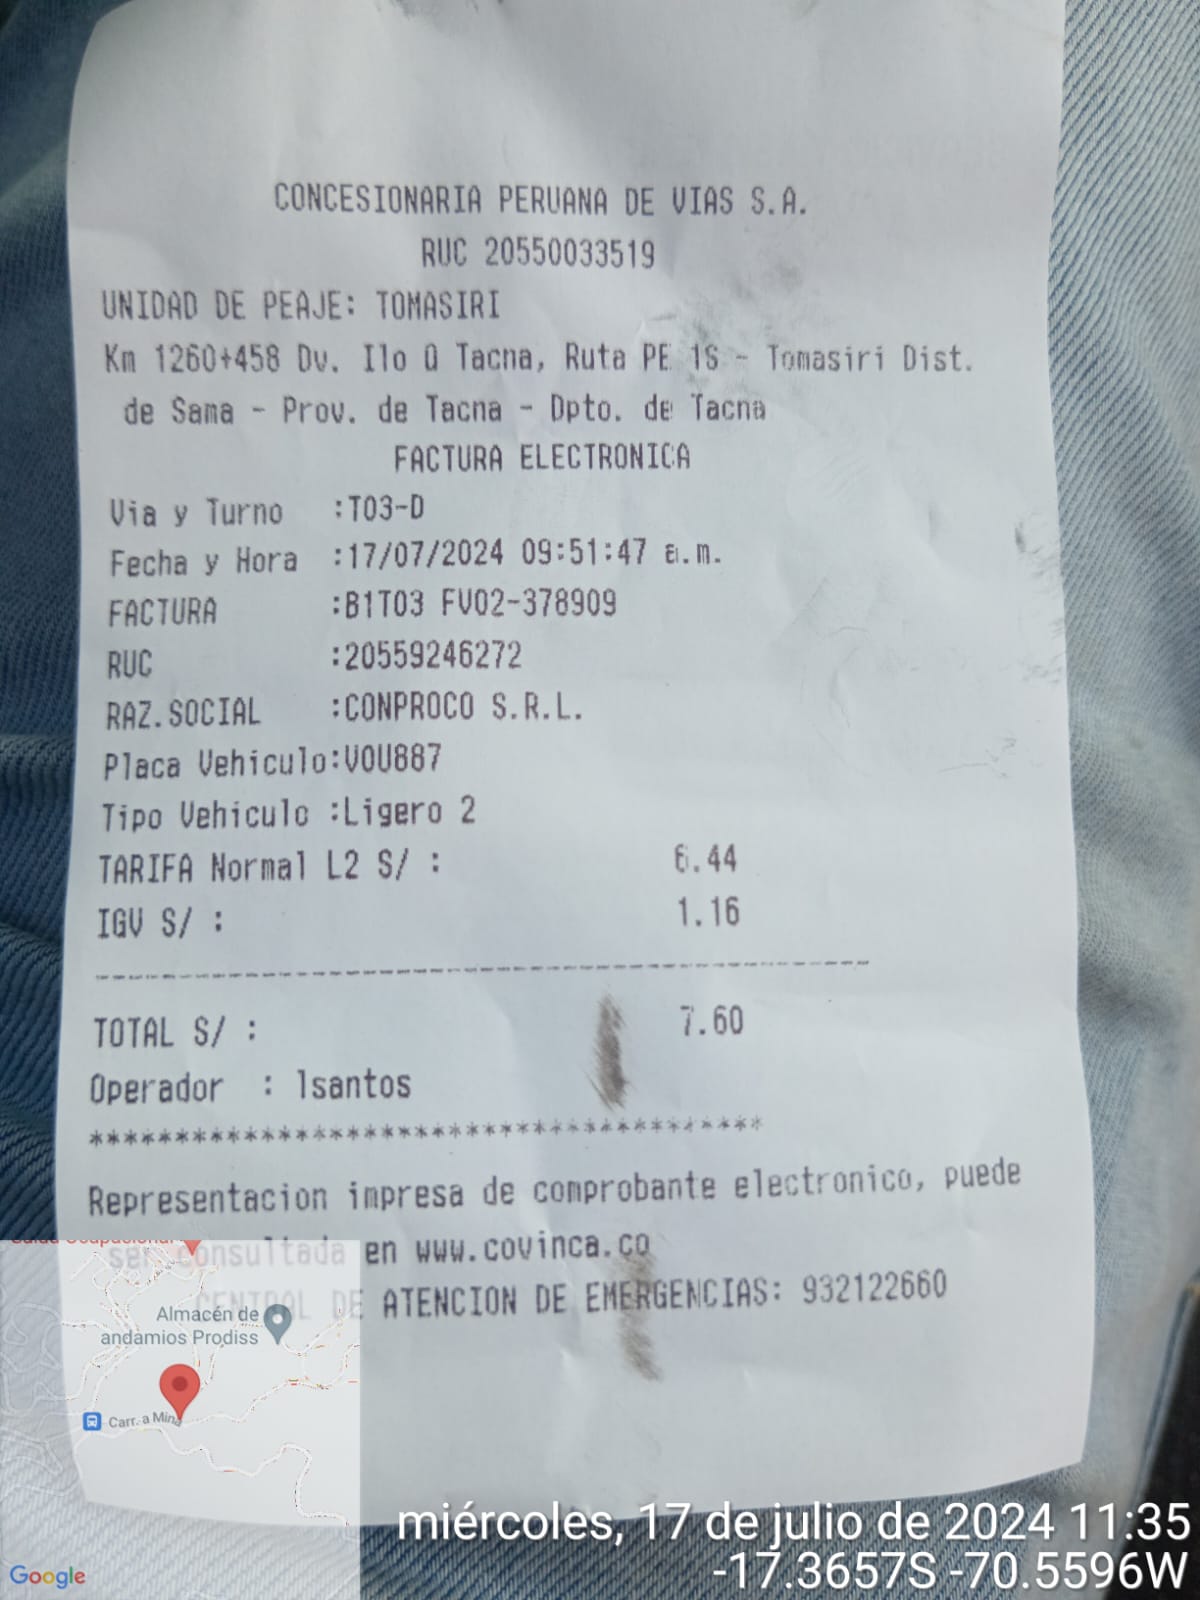 CONCESIONARIA PERUANA DE VIAS S.A.
RUC 20550033519
UNIDAD DE PEAJE: TOMASIRI
Km 1260+458 Dv. Ilo Q Tacna, Ruta PE 1S - Tomasiri Dist.
de Sama - Prov. de Tacna - Dpto. de Tacna
FACTURA ELECTRONICA
Via y Turno :T03-D
Fecha y Hora :17/07/2024 09:51:47 a.m.
FACTURA :B1T03 FV02-378909
RUC :20559246272
RAZ.SOCIAL :CONPROCO S.R.L.
Placa Vehiculo:VOU887
Tipo Vehiculo :Ligero 2
TARIFA Normal L2 S/ : 6.44
IGV S/ : 1.16
TOTAL S/ : 7.60
Operador : lsantos
******************************************
Representacion impresa de comprobante electronico, puede
ser consultada en www.covinca.co
CENTRAL DE ATENCION DE EMERGENCIAS: 932122660
Salud Ocupacional
Almacén de
andamios Prodiss
Carr. a Mina
Google
miércoles, 17 de julio de 2024 11:35
-17.3657S -70.5596W